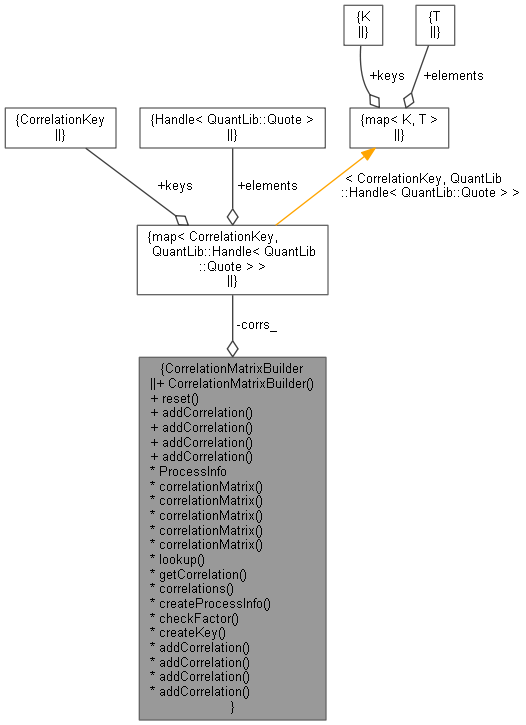 {K
||}
{T
||}
+keys
+elements
{CorrelationKey
||}
{Handle< QuantLib::Quote >
||}
{map< K, T >
||}
+keys
+elements
< CorrelationKey, QuantLib
::Handle< QuantLib::Quote > >
{map< CorrelationKey,
QuantLib::Handle< QuantLib
::Quote > >
||}
-corrs_
{CorrelationMatrixBuilder
||+ CorrelationMatrixBuilder()
+ reset()
+ addCorrelation()
+ addCorrelation()
+ addCorrelation()
+ addCorrelation()
* ProcessInfo
* correlationMatrix()
* correlationMatrix()
* correlationMatrix()
* correlationMatrix()
* correlationMatrix()
* lookup()
* getCorrelation()
* correlations()
* createProcessInfo()
* checkFactor()
* createKey()
* addCorrelation()
* addCorrelation()
* addCorrelation()
* addCorrelation()
}